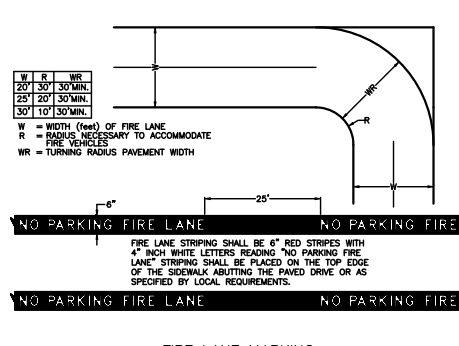 W R WR
20' 30' 30'MIN.
25' 20' 30'MIN.
30' 10' 30'MIN.
W
WR
R
W
W = WIDTH (feet) OF FIRE LANE
R = RADIUS NECESSARY TO ACCOMMODATE
FIRE VEHICLES
WR = TURNING RADIUS PAVEMENT WIDTH
6"
25'
NO PARKING FIRE LANE NO PARKING FIRE
FIRE LANE STRIPING SHALL BE 6" RED STRIPES WITH
4" INCH WHITE LETTERS READING "NO PARKING FIRE
LANE" STRIPING SHALL BE PLACED ON THE TOP EDGE
OF THE SIDEWALK ABUTTING THE PAVED DRIVE OR AS
SPECIFIED BY LOCAL REQUIREMENTS.
NO PARKING FIRE LANE NO PARKING FIRE